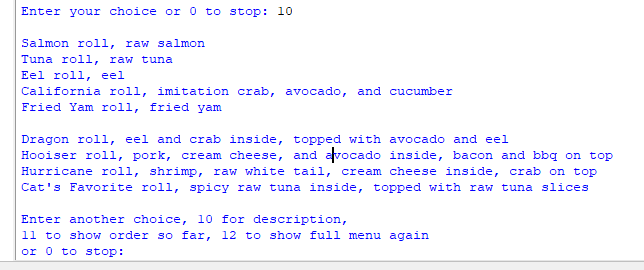 Enter your choice or 0 to stop: 10
Salmon roll, raw salmon
Tuna roll, raw tuna
Eel roll, eel
California roll, imitation crab, avocado, and cucumber
Fried Yam roll, fried yam
Dragon roll, eel and crab inside, topped with avocado and eel
Hooiser roll, pork, cream cheese, and avocado inside, bacon and bbq on top
Hurricane roll, shrimp, raw white tail, cream cheese inside, crab on top
Cat's Favorite roll, spicy raw tuna inside, topped with raw tuna slices
Enter another choice, 10 for description,
11 to show order so far, 12 to show full menu again
or 0 to stop: